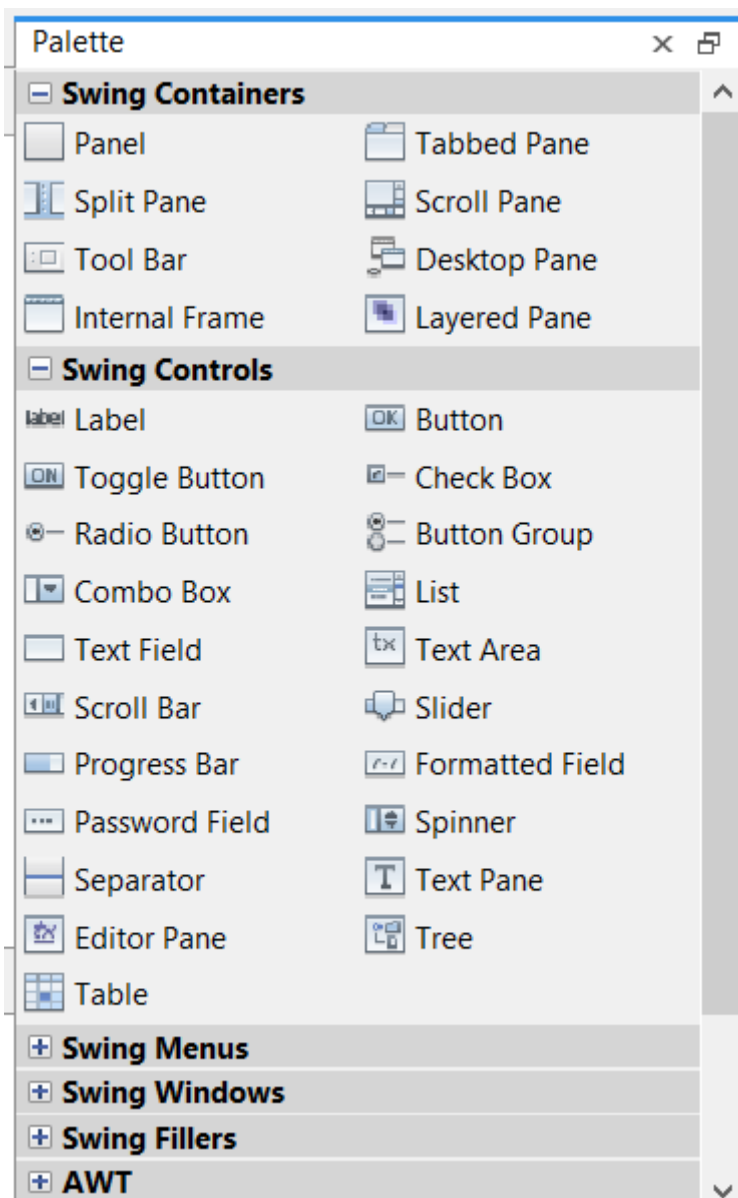 Palette
Swing Containers
Panel Tabbed Pane
Split Pane Scroll Pane
Tool Bar Desktop Pane
Internal Frame Layered Pane
Swing Controls
label Label OK Button
ON Toggle Button Check Box
Radio Button Button Group
Combo Box List
Text Field tx Text Area
Scroll Bar Slider
Progress Bar Formatted Field
Password Field Spinner
Separator T Text Pane
Editor Pane Tree
Table
Swing Menus
Swing Windows
Swing Fillers
AWT